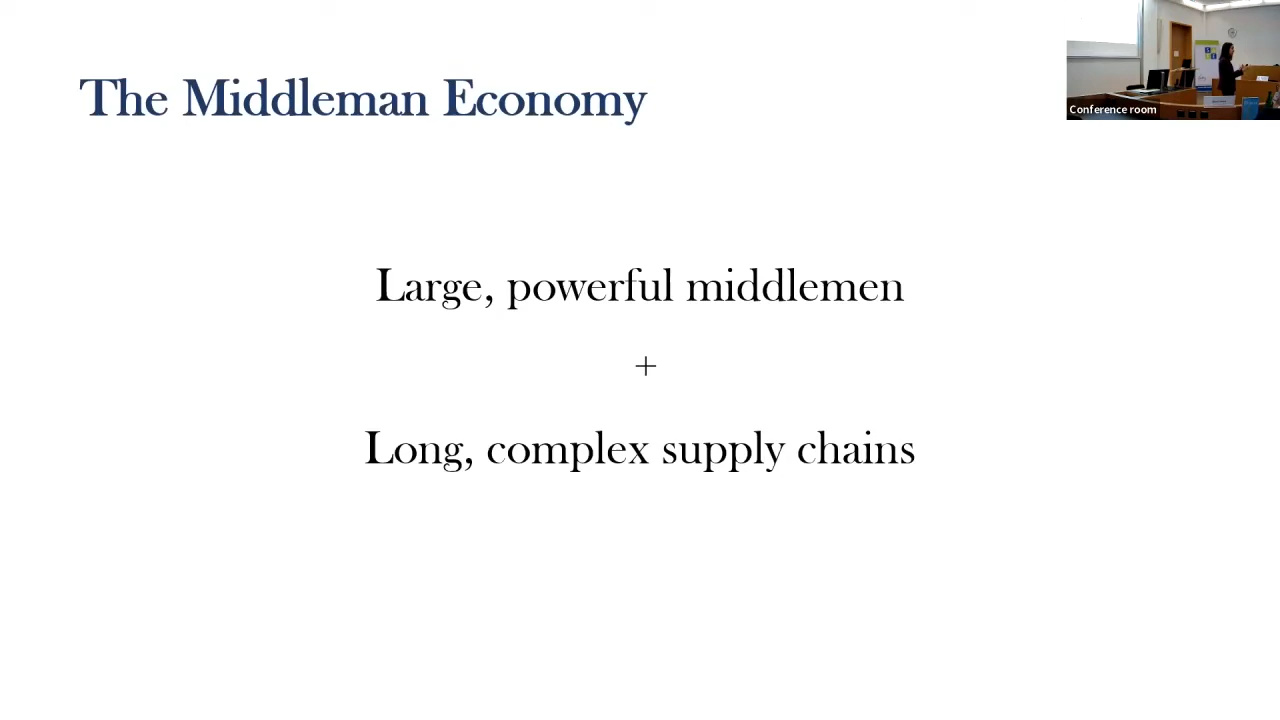 The Middleman Economy
Conference room
Large, powerful middlemen
+
Long, complex supply chains